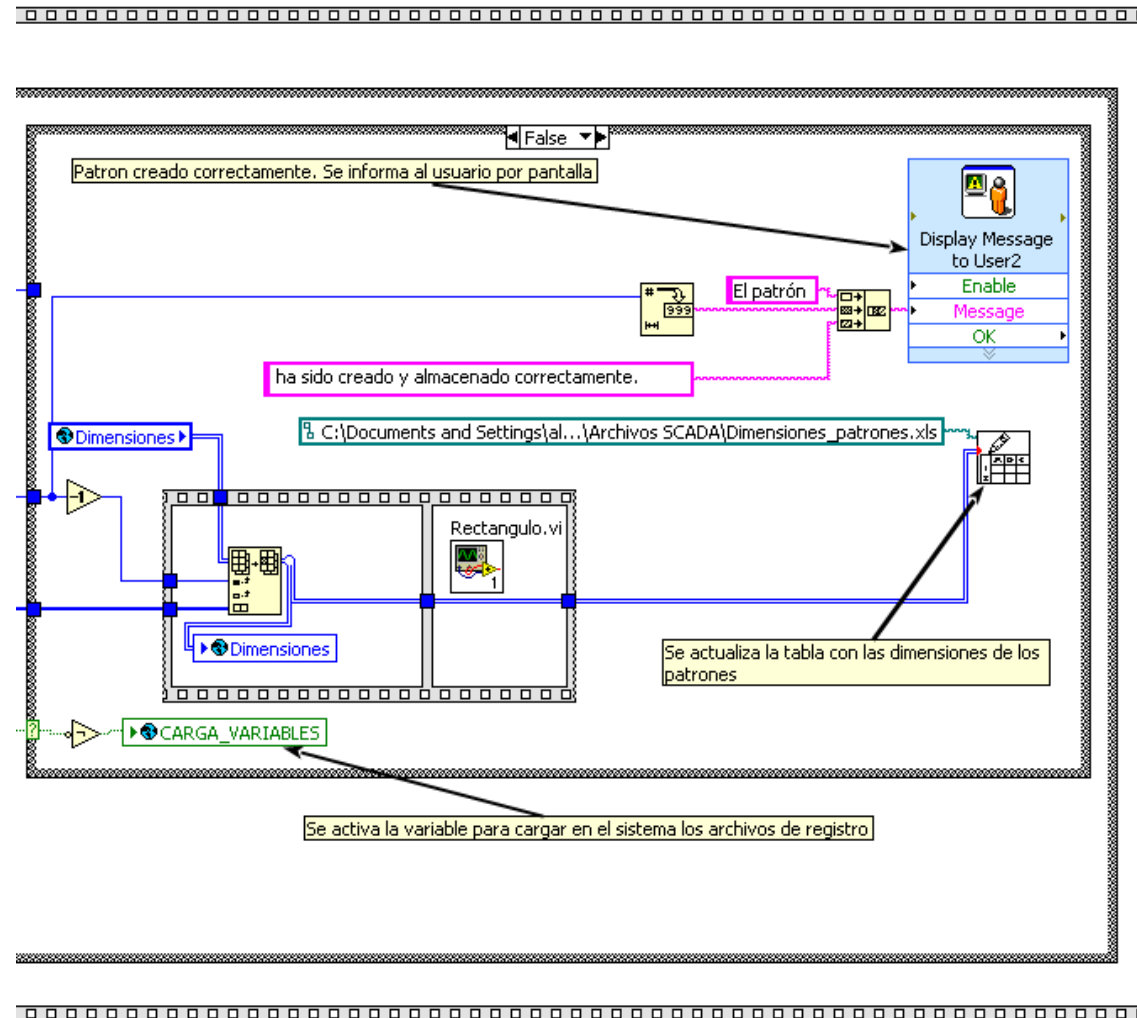 False
Patron creado correctamente. Se informa al usuario por pantalla
Display Message
to User2
Enable
Message
OK
#
999
El patrón
ha sido creado y almacenado correctamente.
Dimensiones
C:\Documents and Settings\al...\Archivos SCADA\Dimensiones_patrones.xls
-1
Rectangulo.vi
1
Dimensiones
Se actualiza la tabla con las dimensiones de los
patrones
?
CARGA_VARIABLES
Se activa la variable para cargar en el sistema los archivos de registro